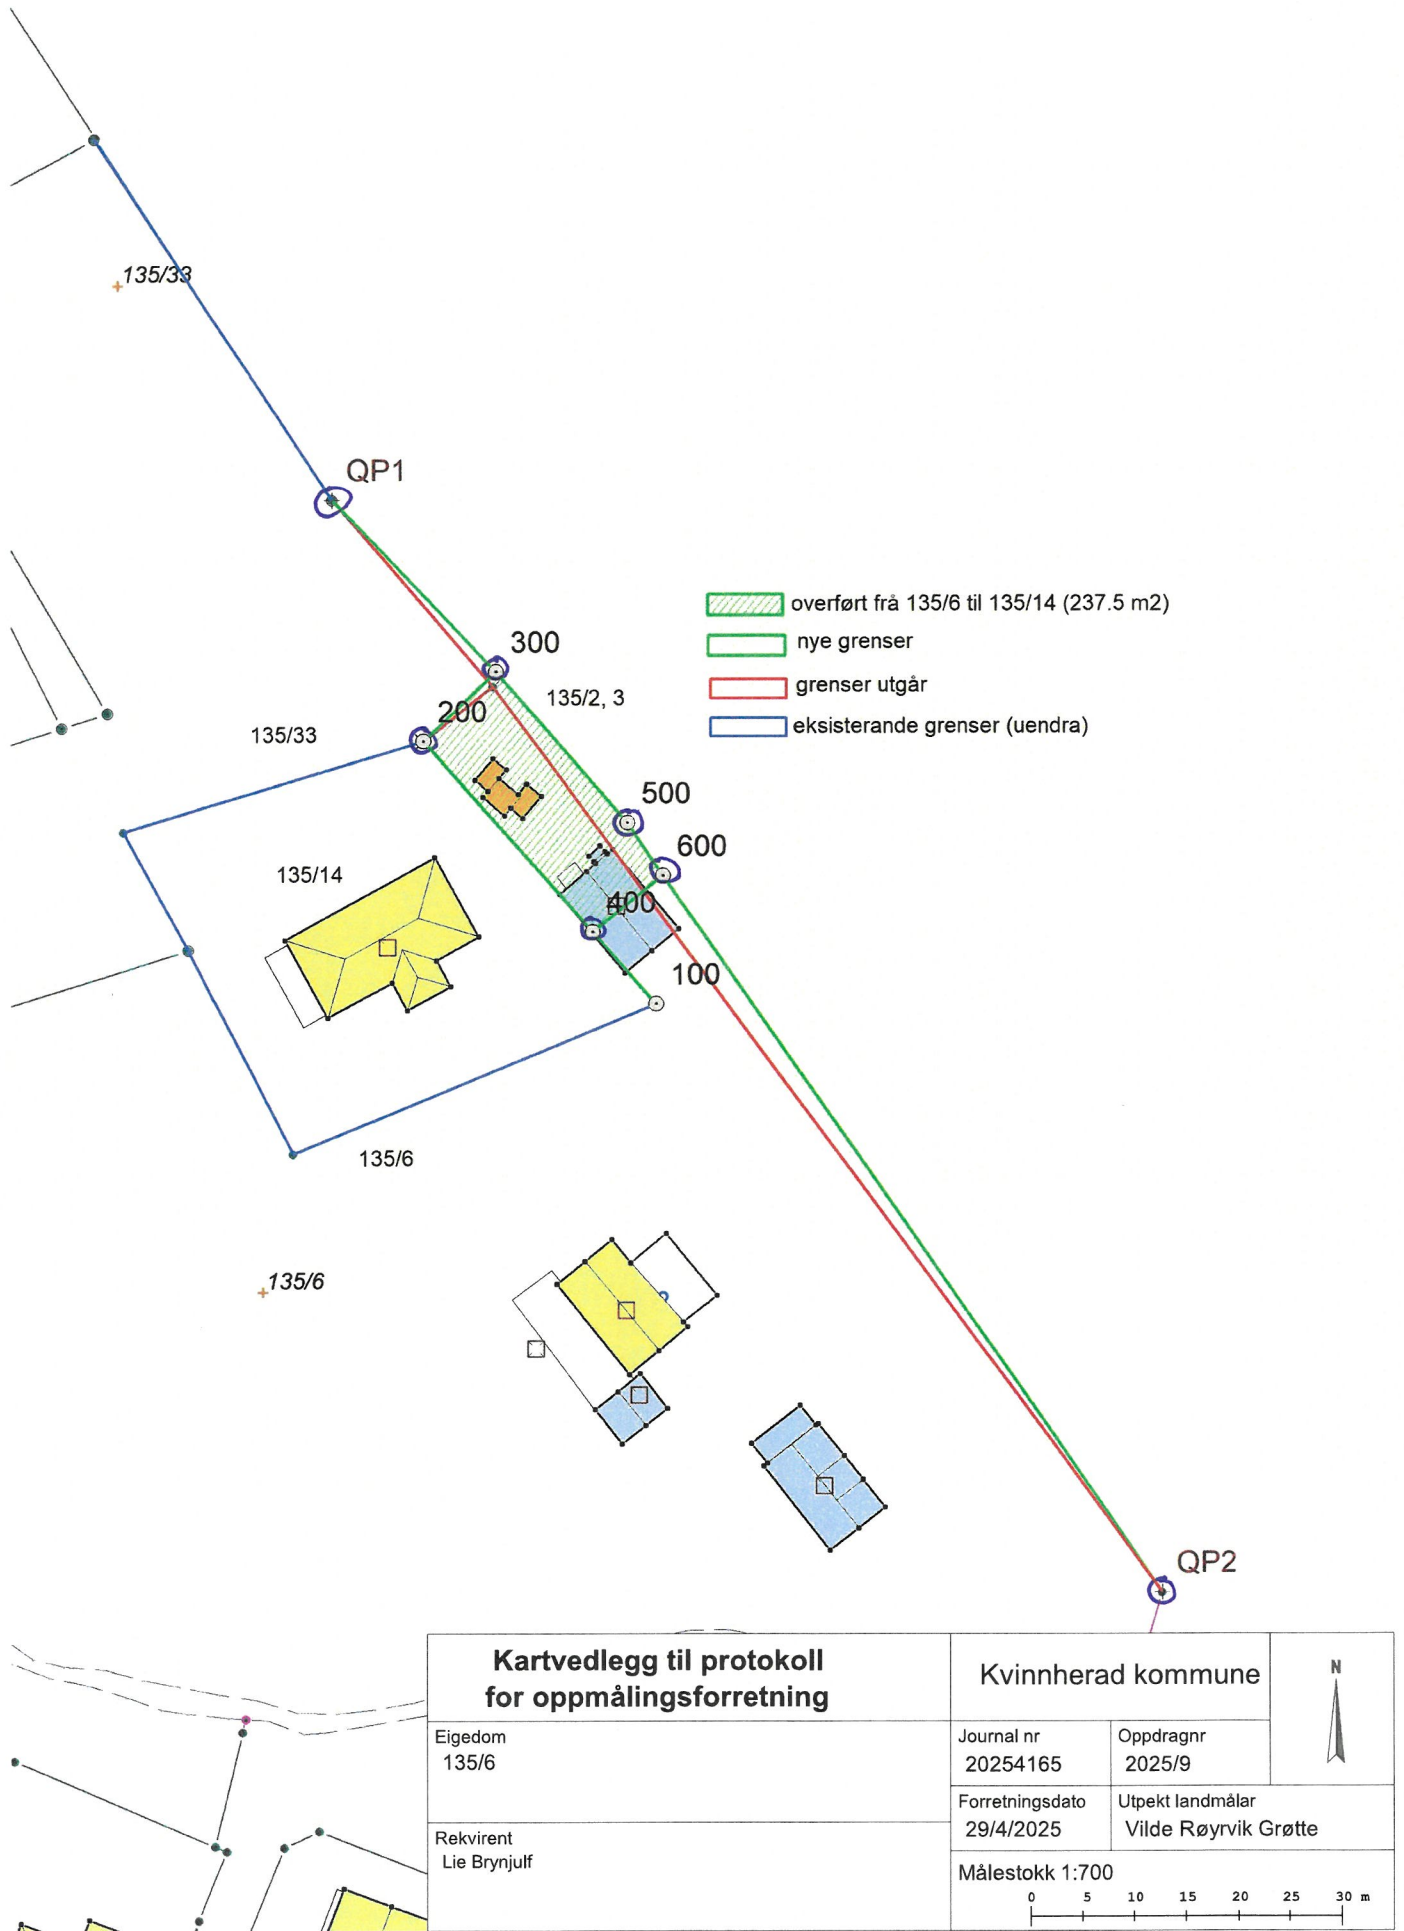 135/33
QP1
300
135/2, 3
200
135/33
500
600
135/14
400
100
135/6
135/6
overført frå 135/6 til 135/14 (237.5 m2)
nye grenser
grenser utgår
eksisterande grenser (uendra)
QP2
Kartvedlegg til protokoll
for oppmålingsforretning
Eigedom
135/6
Rekvirent
Lie Brynjulf
Kvinnherad kommune
N
Journal nr
20254165
Oppdragnr
2025/9
Forretningsdato
29/4/2025
Utpekt landmålar
Vilde Røyrvik Grøtte
Målestokk 1:700
0 5 10 15 20 25 30 m